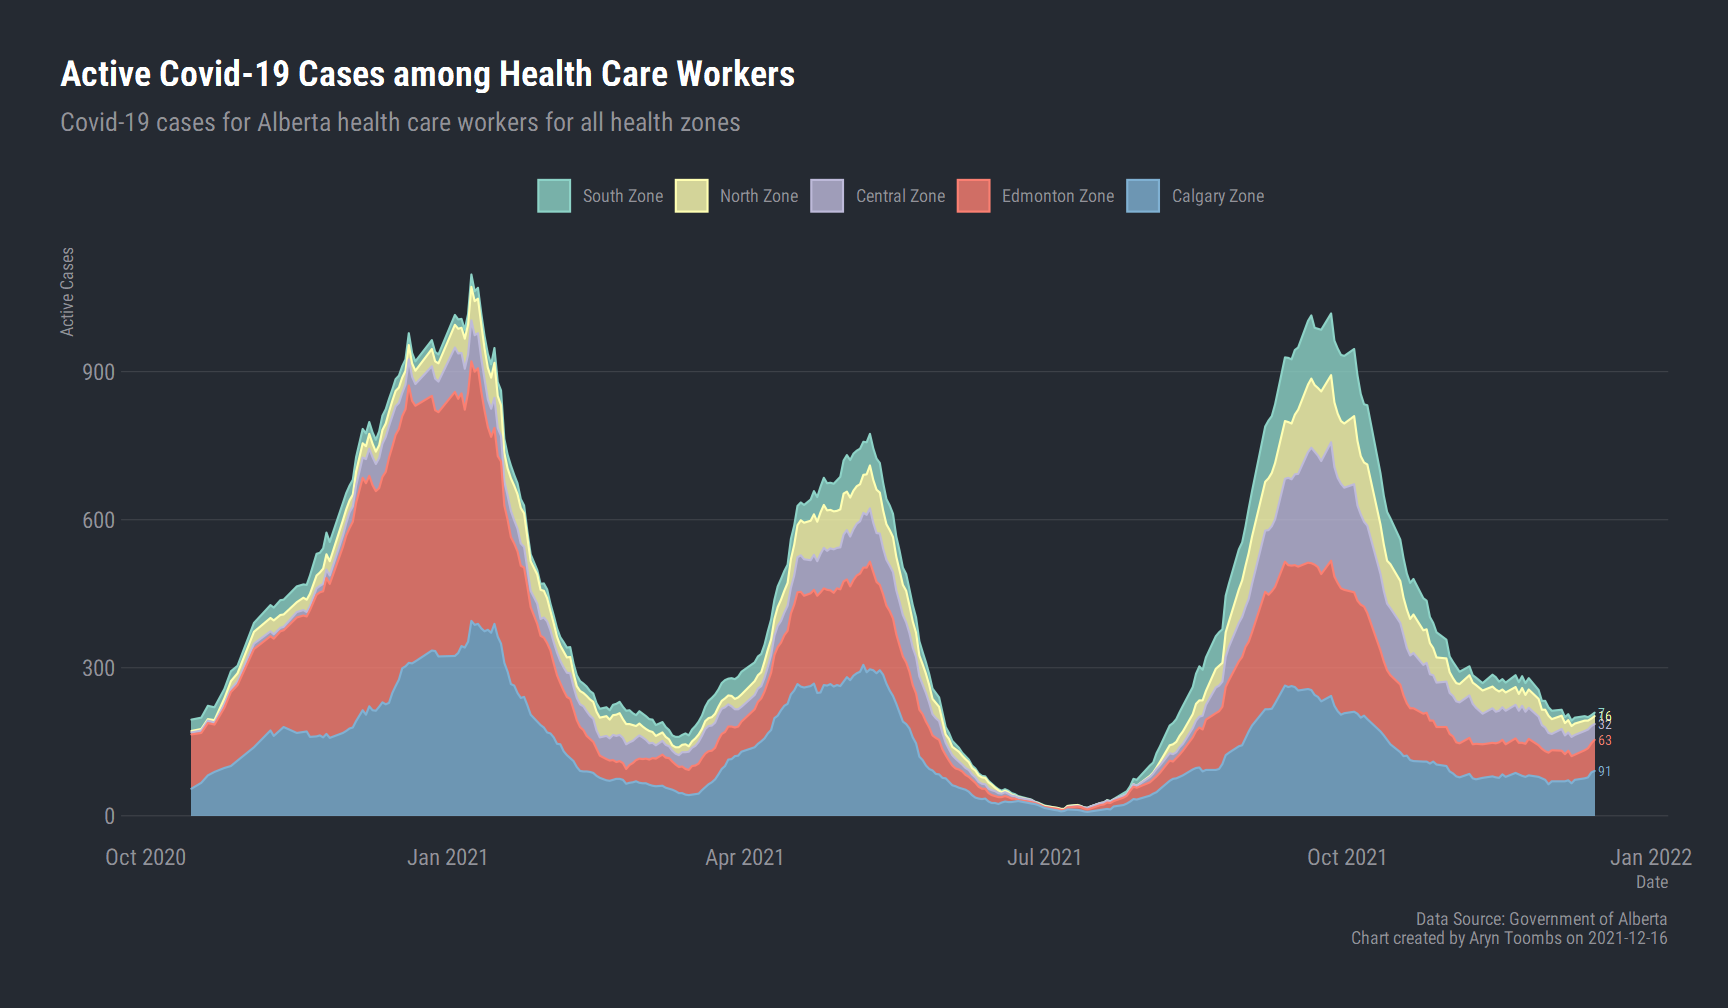 Active Covid-19 Cases among Health Care Workers
Covid-19 cases for Alberta health care workers for all health zones
South Zone North Zone Central Zone Edmonton Zone Calgary Zone
Active Cases
900
600
300
0
7
16
32
63
91
Oct 2020 Jan 2021 Apr 2021 Jul 2021 Oct 2021 Jan 2022
Date
Data Source: Government of Alberta
Chart created by Aryn Toombs on 2021-12-16